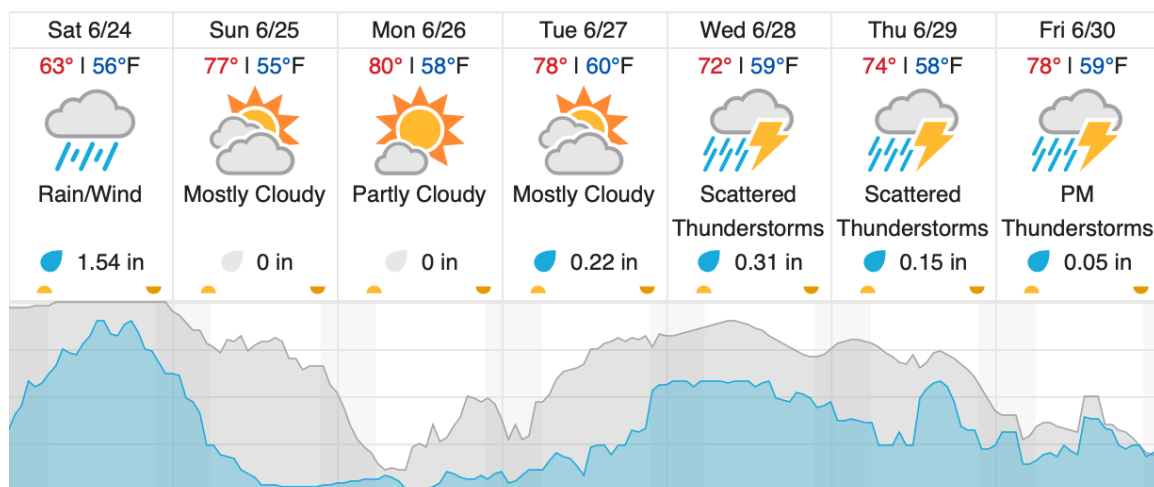 Sat 6/24 Sun 6/25 Mon 6/26 Tue 6/27 Wed 6/28 Thu 6/29 Fri 6/30
63° | 56°F 77° | 55°F 80° | 58°F 78° | 60°F 72° | 59°F 74° | 58°F 78° | 59°F
Rain/Wind Mostly Cloudy Partly Cloudy Mostly Cloudy Scattered Scattered PM
Thunderstorms Thunderstorms Thunderstorms
1.54 in 0 in 0 in 0.22 in 0.31 in 0.15 in 0.05 in